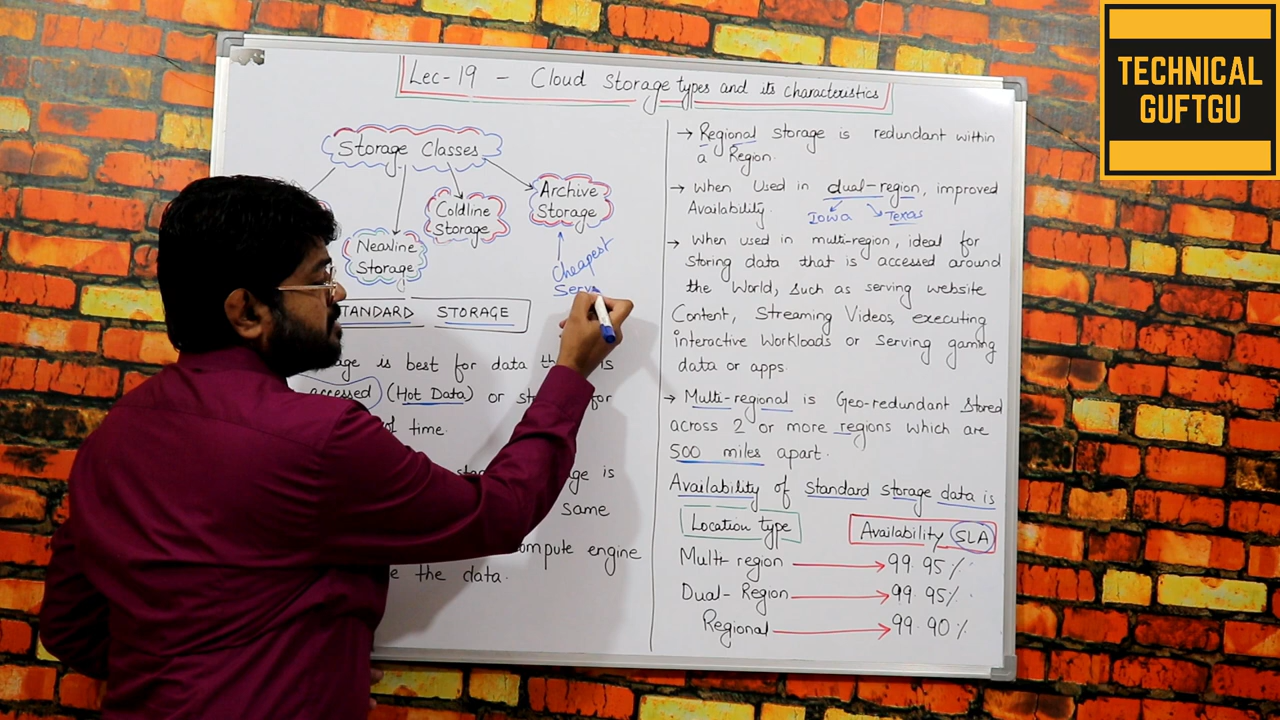 TECHNICAL
GUFTGU
Lec-19 - Cloud Storage types and its characteristics
Storage Classes
Nearline
Storage
Coldline
Storage
Archive
Storage
Cheapest
STANDARD STORAGE
is best for data is
accessed (Hot Data) or for
of time.
is
same
compute engine
the data.
→ Regional storage is redundant within
a Region.
→ When Used in dual-region, improved
Availability.
Iowa Texas
→ When used in multi-region, ideal for
Storing data that is accessed around
the World, Such as serving website
Content, Streaming Videos, executing
interactive Workloads or Serving gaming
data or apps.
→ Multi-regional is Geo-redundant Stored
across 2 or more regions which are
500 miles apart.
Availability of Standard Storage data is
Location type Availability SLA
Multi-region → 99.95%
Dual-Region → 99.95%
Regional → 99.90%